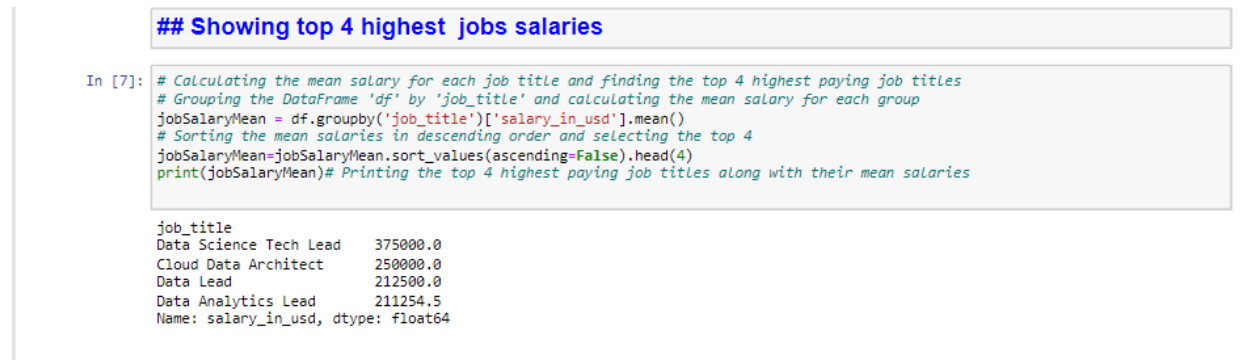 ## Showing top 4 highest  jobs salaries
In [7]: # Calculating the mean salary for each job title and finding the top 4 highest paying job titles
# Grouping the DataFrame 'df' by 'job_title' and calculating the mean salary for each group
jobSalaryMean = df.groupby('job_title')['salary_in_usd'].mean()
# Sorting the mean salaries in descending order and selecting the top 4
jobSalaryMean=jobSalaryMean.sort_values(ascending=False).head(4)
print(jobSalaryMean)# Printing the top 4 highest paying job titles along with their mean salaries
job_title
Data Science Tech Lead    375000.0
Cloud Data Architect      250000.0
Data Lead                 212500.0
Data Analytics Lead       211254.5
Name: salary_in_usd, dtype: float64